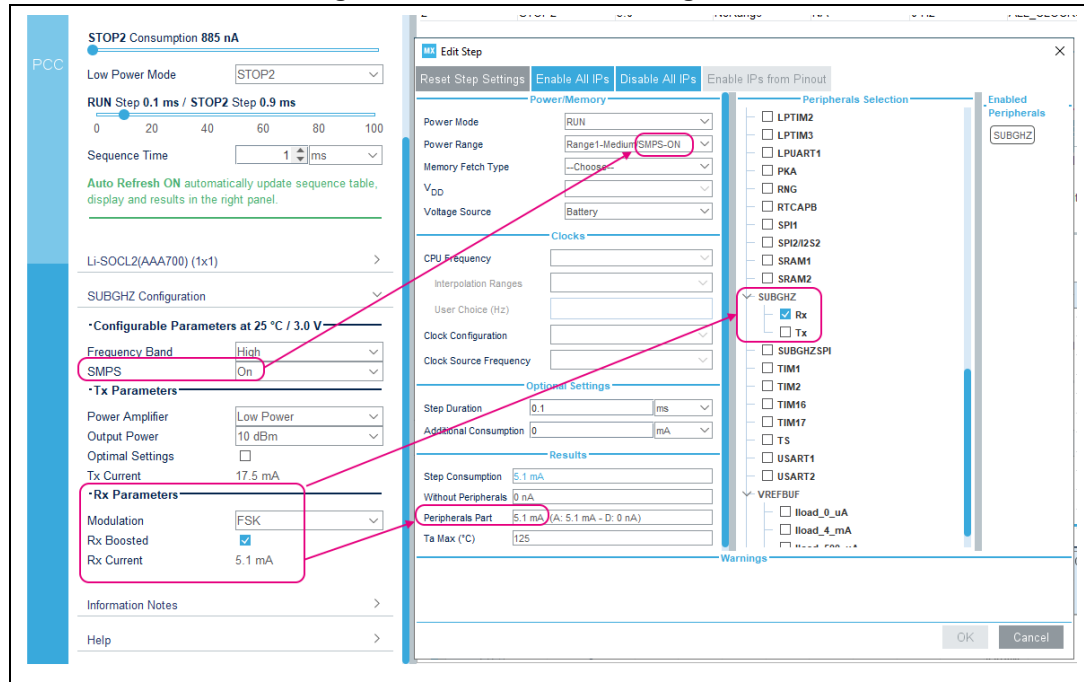 STOP2 Consumption 885 nA
PCC
Low Power Mode STOP2
RUN Step 0.1 ms / STOP2 Step 0.9 ms
0 20 40 60 80 100
Sequence Time 1 ms
Auto Refresh ON automatically update sequence table,
display and results in the right panel.
Li-SOCL2(AAA700) (1x1)
SUBGHZ Configuration
Configurable Parameters at 25 °C / 3.0 V
Frequency Band High
SMPS On
Tx Parameters
Power Amplifier Low Power
Output Power 10 dBm
Optimal Settings
Tx Current 17.5 mA
Rx Parameters
Modulation FSK
Rx Boosted
Rx Current 5.1 mA
Information Notes
Help
MX Edit Step
Reset Step Settings Enable All IPs Disable All IPs Enable IPs from Pinout
Power/Memory
Power Mode RUN
Power Range Range1-Medium/SMPS-ON
Memory Fetch Type --Choose--
VDD
Voltage Source Battery
Clocks
CPU Frequency
Interpolation Ranges
User Choice (Hz)
Clock Configuration
Clock Source Frequency
Optional Settings
Step Duration 0.1 ms
Additional Consumption 0 mA
Results
Step Consumption 5.1 mA
Without Peripherals 0 nA
Peripherals Part 5.1 mA (A: 5.1 mA - D: 0 nA)
Ta Max (°C) 125
Peripherals Selection
LPTIM2
LPTIM3
LPUART1
PKA
RNG
RTCAPB
SPI1
SPI2/I2S2
SRAM1
SRAM2
SUBGHZ
Rx
Tx
SUBGHZSPI
TIM1
TIM2
TIM16
TIM17
TS
USART1
USART2
VREFBUF
Iload_0_uA
Iload_4_mA
Enabled
Peripherals
SUBGHZ
Warnings
OK Cancel